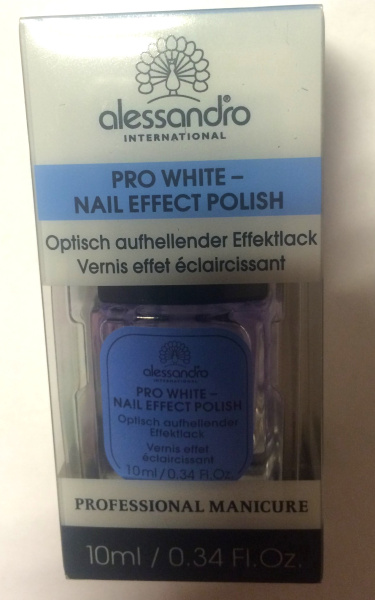 alessandro
INTERNATIONAL
PRO WHITE –
NAIL EFFECT POLISH
Optisch aufhellender Effektlack
Vernis effet éclaircissant
alessandro
INTERNATIONAL
PRO WHITE –
NAIL EFFECT POLISH
Optisch aufhellender
Effektlack
Vernis effet
éclaircissant
10ml / 0.34 Fl.Oz.
PROFESSIONAL MANICURE
10ml / 0.34 Fl.Oz.